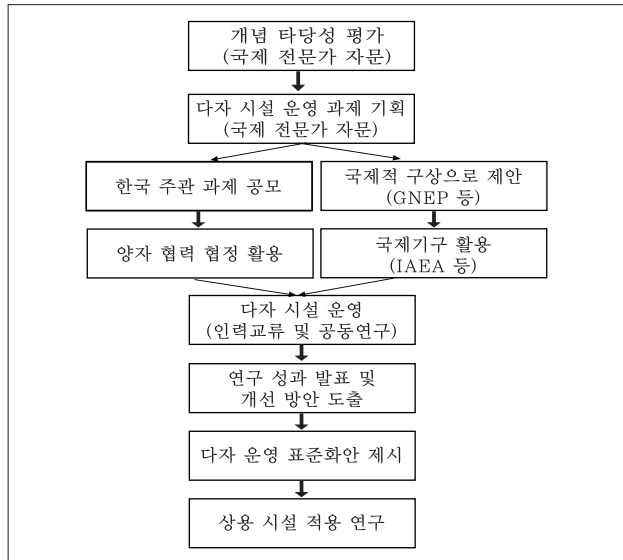 개념 타당성 평가
(국제 전문가 자문)
다자 시설 운영 과제 기획
(국제 전문가 자문)
한국 주관 과제 공모
국제적 구상으로 제안
(GNEP 등)
양자 협력 협정 활용
국제기구 활용
(IAEA 등)
다자 시설 운영
(인력교류 및 공동연구)
연구 성과 발표 및
개선 방안 도출
다자 운영 표준화안 제시
상용 시설 적용 연구